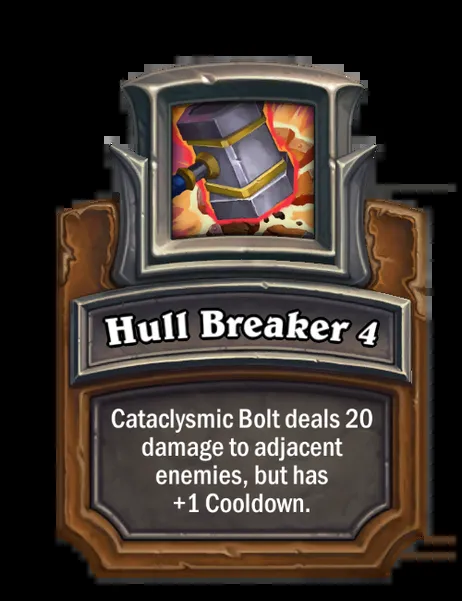 Hull Breaker 4
Cataclysmic Bolt deals 20
damage to adjacent
enemies, but has
+1 Cooldown.